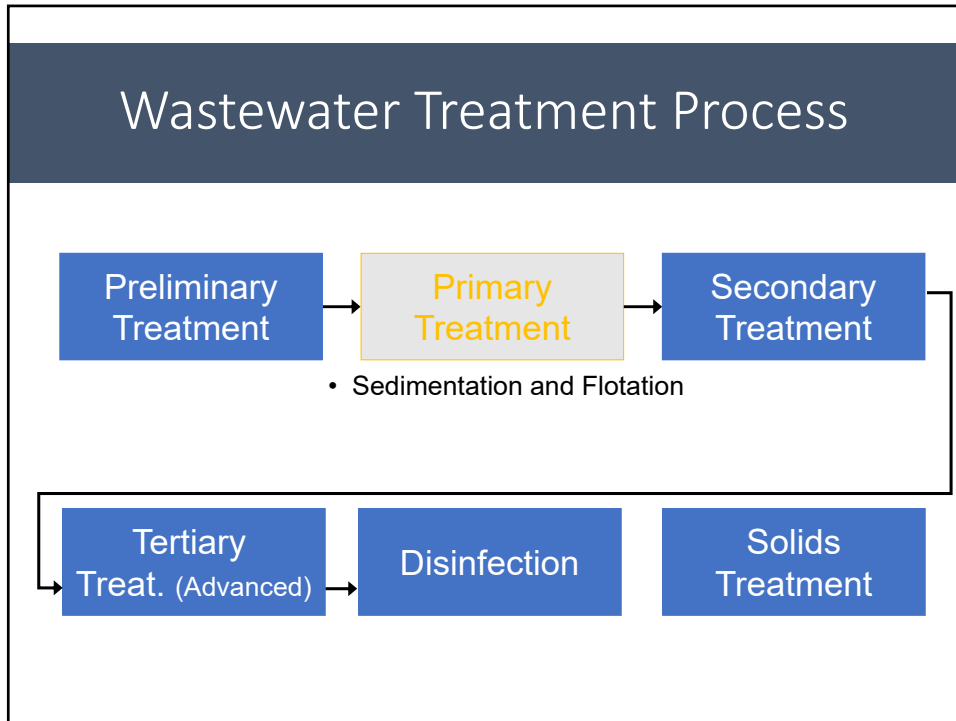 Wastewater Treatment Process
Preliminary
Treatment
Primary
Treatment
Secondary
Treatment
• Sedimentation and Flotation
Tertiary
Treat. (Advanced)
Disinfection
Solids
Treatment